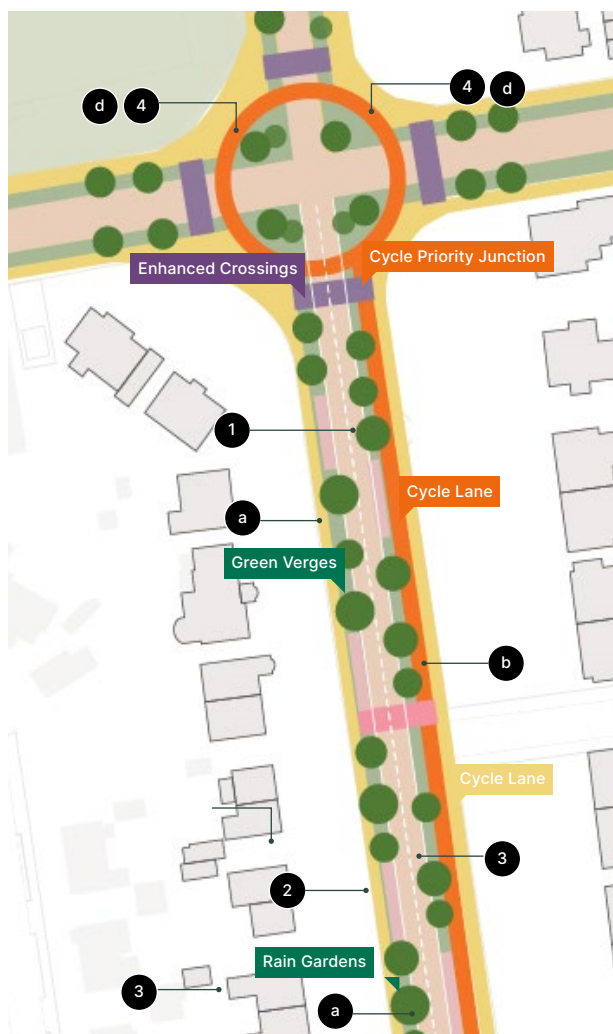 d 4
4 d
Enhanced Crossings
Cycle Priority Junction
1
Cycle Lane
a
Green Verges
b
Cycle Lane
3
2
Rain Gardens
3
a